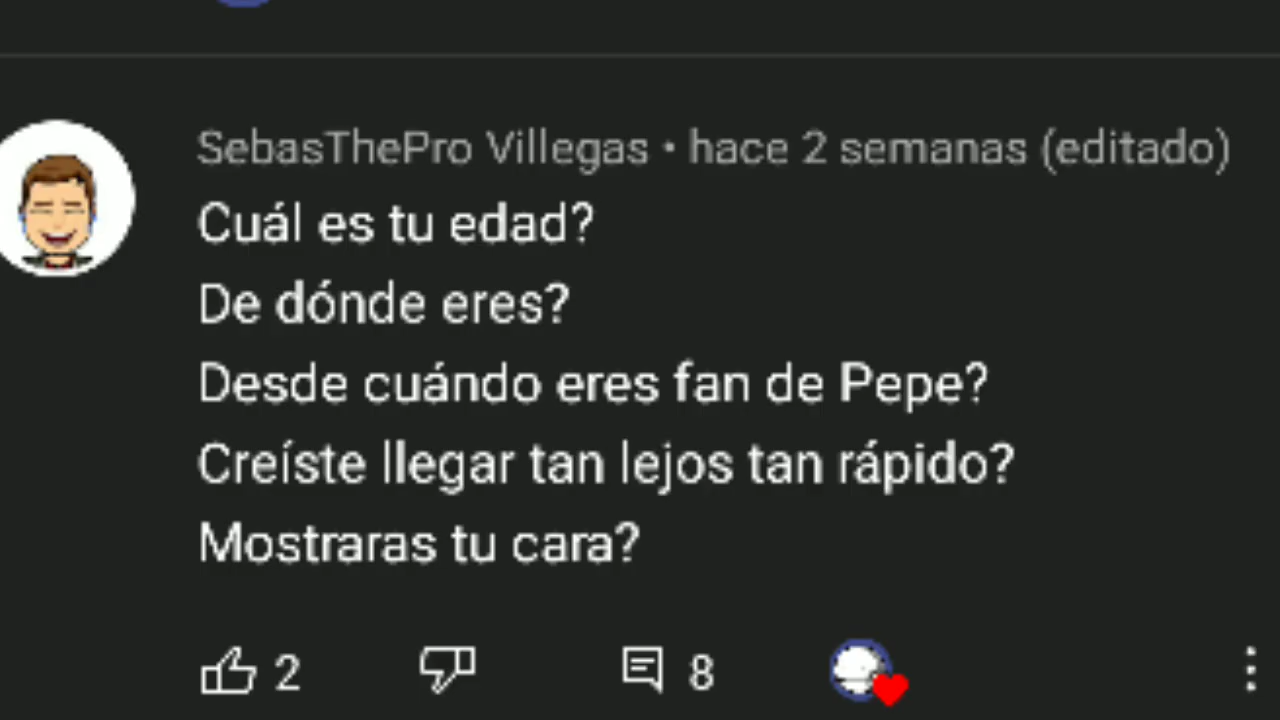 SebasThePro Villegas • hace 2 semanas (editado)
Cuál es tu edad?
De dónde eres?
Desde cuándo eres fan de Pepe?
Creíste llegar tan lejos tan rápido?
Mostraras tu cara?
2 8